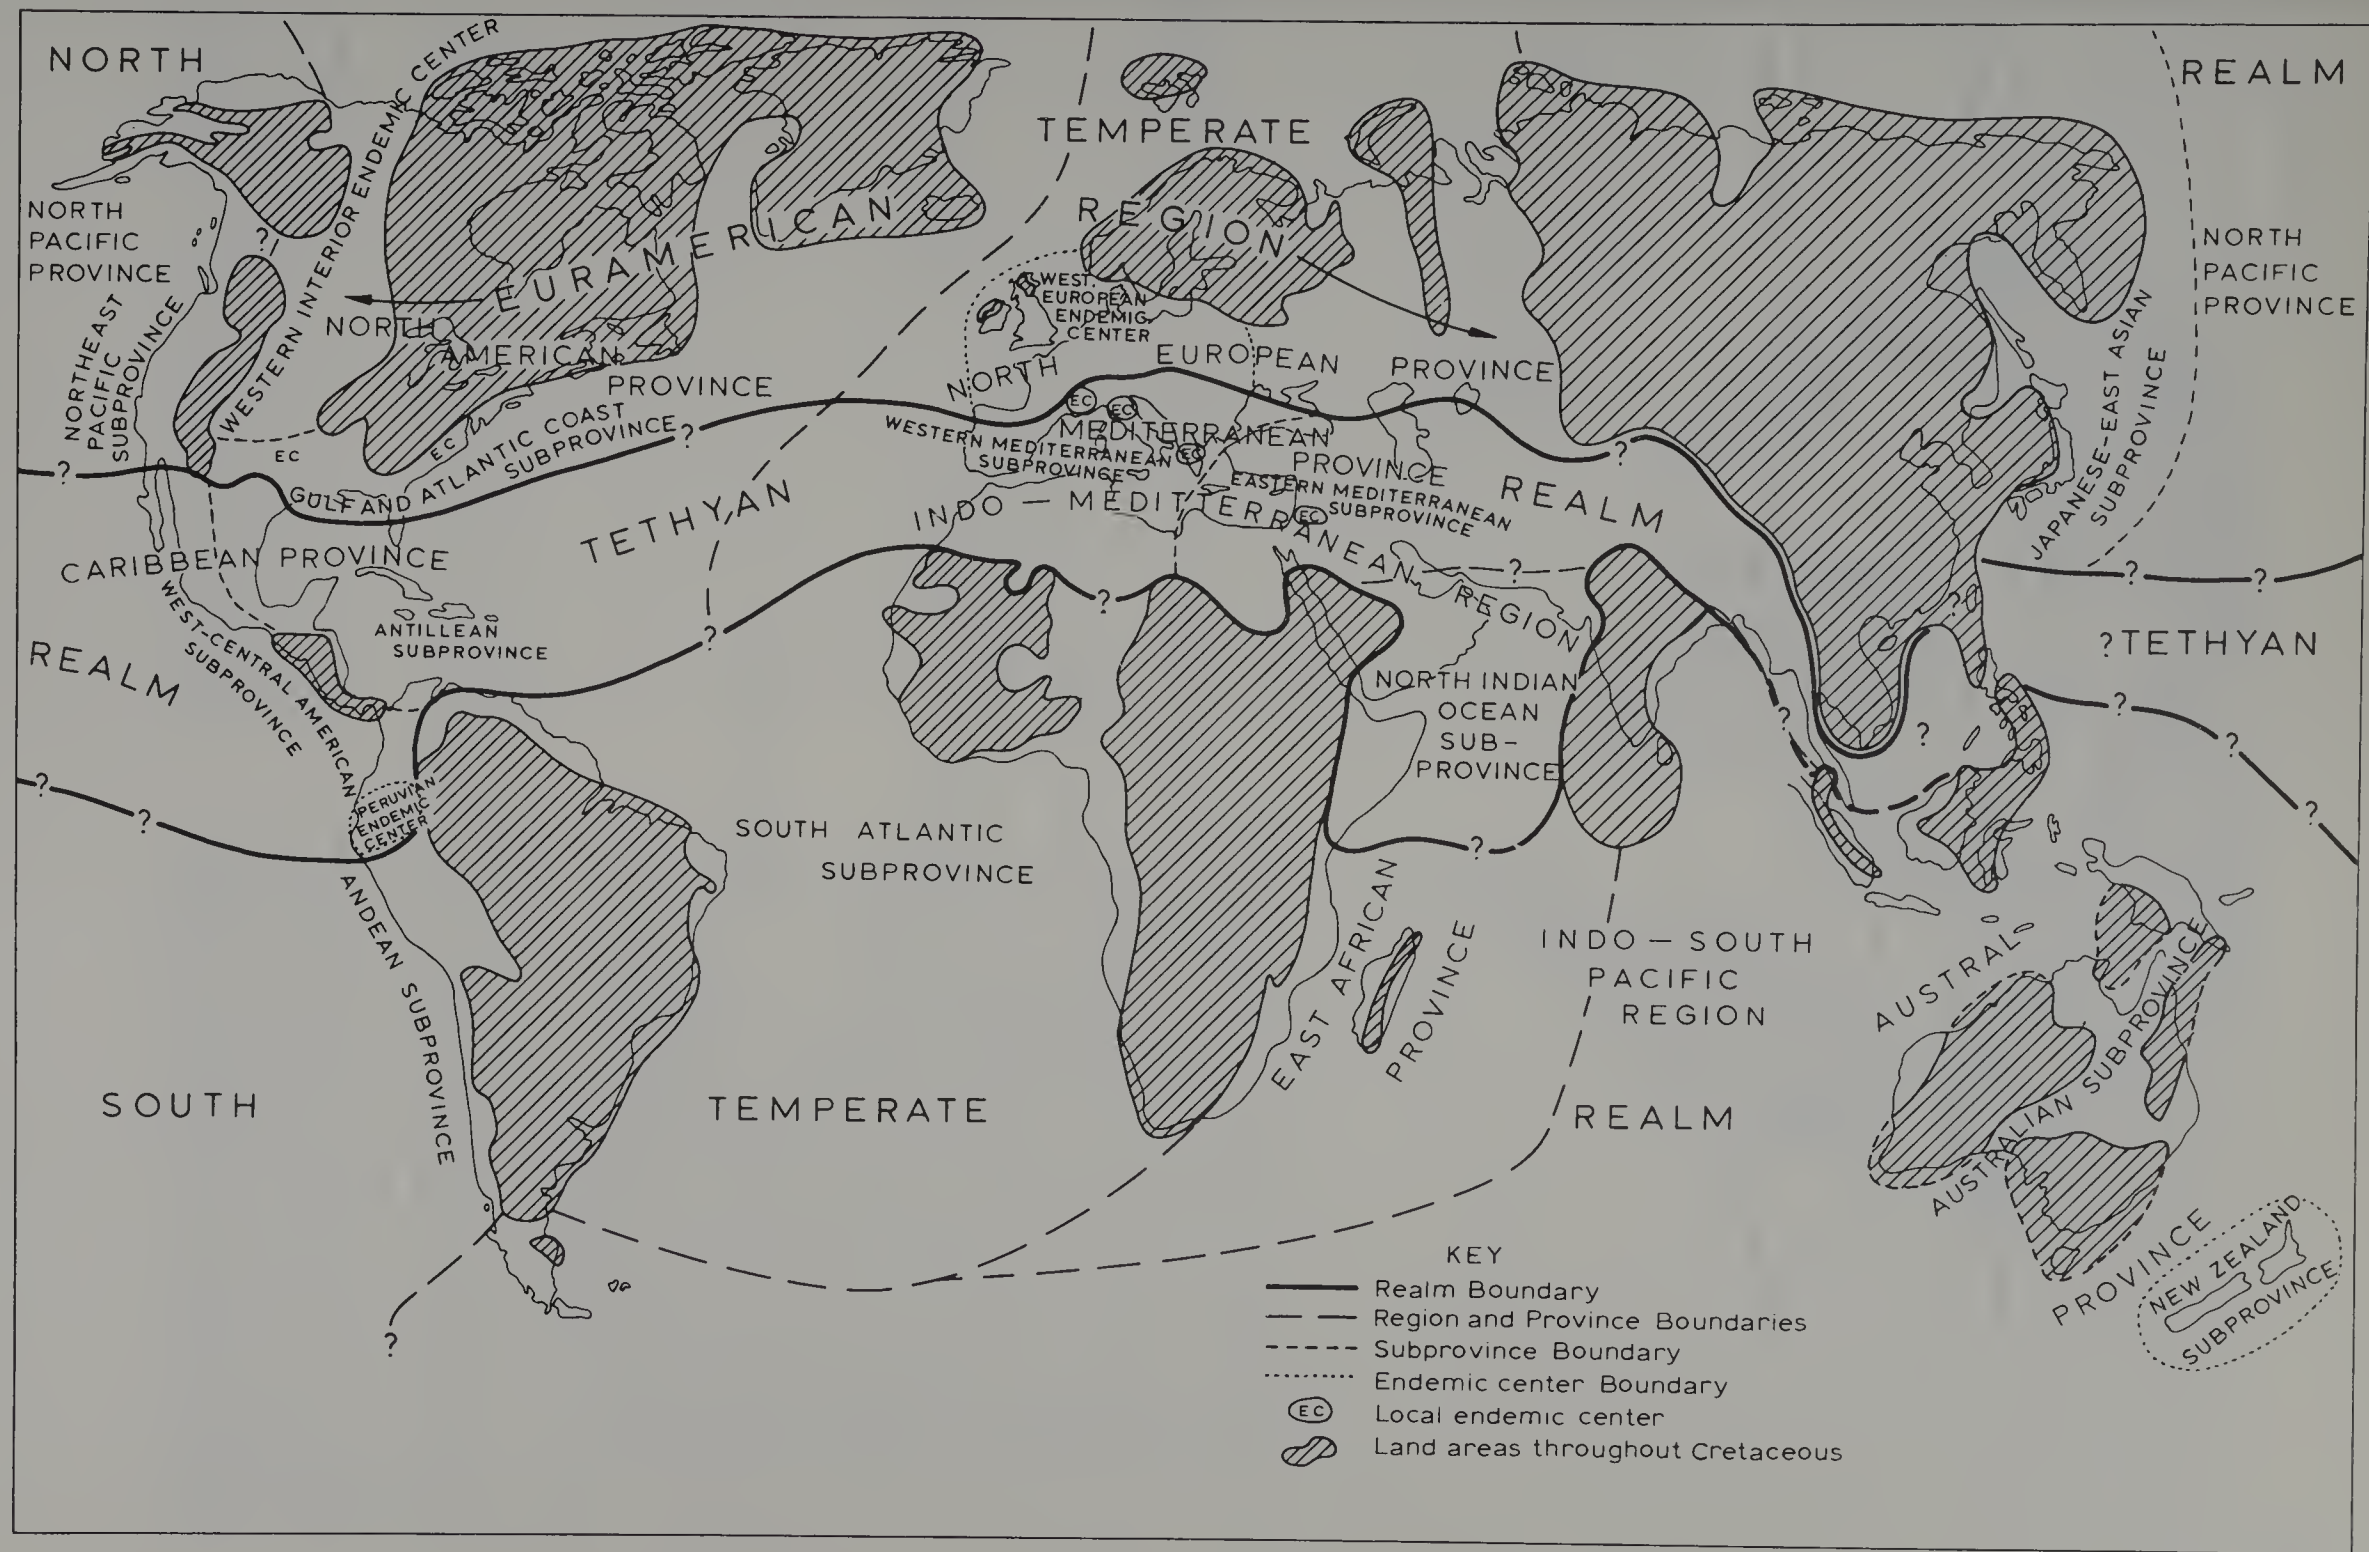 NORTH
TEMPERATE
REALM
NORTH
PACIFIC
PROVINCE
NORTHEAST
PACIFIC
SUBPROVINCE
WESTERN INTERIOR ENDEMIC CENTER
EURAMERICAN
REGION
NORTH
AMERICAN
PROVINCE
EC
EC
GULF AND ATLANTIC COAST
SUBPROVINCE
?
?
?
WEST.
EUROPEAN
ENDEMIC
CENTER
NORTH EUROPEAN PROVINCE
NORTH
PACIFIC
PROVINCE
JAPANESE-EAST ASIAN
SUBPROVINCE
EC
EC
EC
EC
MEDITERRANEAN
PROVINCE
WESTERN MEDITERRANEAN
SUBPROVINCE
EASTERN MEDITERRANEAN
SUBPROVINCE
TETHYAN
REALM
INDO – MEDITERRANEAN REGION
?
?
?
?
?
?
CARIBBEAN PROVINCE
WEST-CENTRAL AMERICAN
SUBPROVINCE
ANTILLEAN
SUBPROVINCE
REALM
?
?
NORTH INDIAN
OCEAN
SUB-
PROVINCE
?
?
?
?
? TETHYAN
?
?
?
?
?
PERUVIAN
ENDEMIC
CENTER
SOUTH ATLANTIC
SUBPROVINCE
ANDEAN SUBPROVINCE
EAST AFRICAN
PROVINCE
INDO – SOUTH
PACIFIC
REGION
AUSTRAL
PROVINCE
AUSTRALIAN SUBPROVINCE
NEW ZEALAND
SUBPROVINCE
SOUTH
TEMPERATE
REALM
?
KEY
Realm Boundary
Region and Province Boundaries
Subprovince Boundary
Endemic center Boundary
EC Local endemic center
Land areas throughout Cretaceous